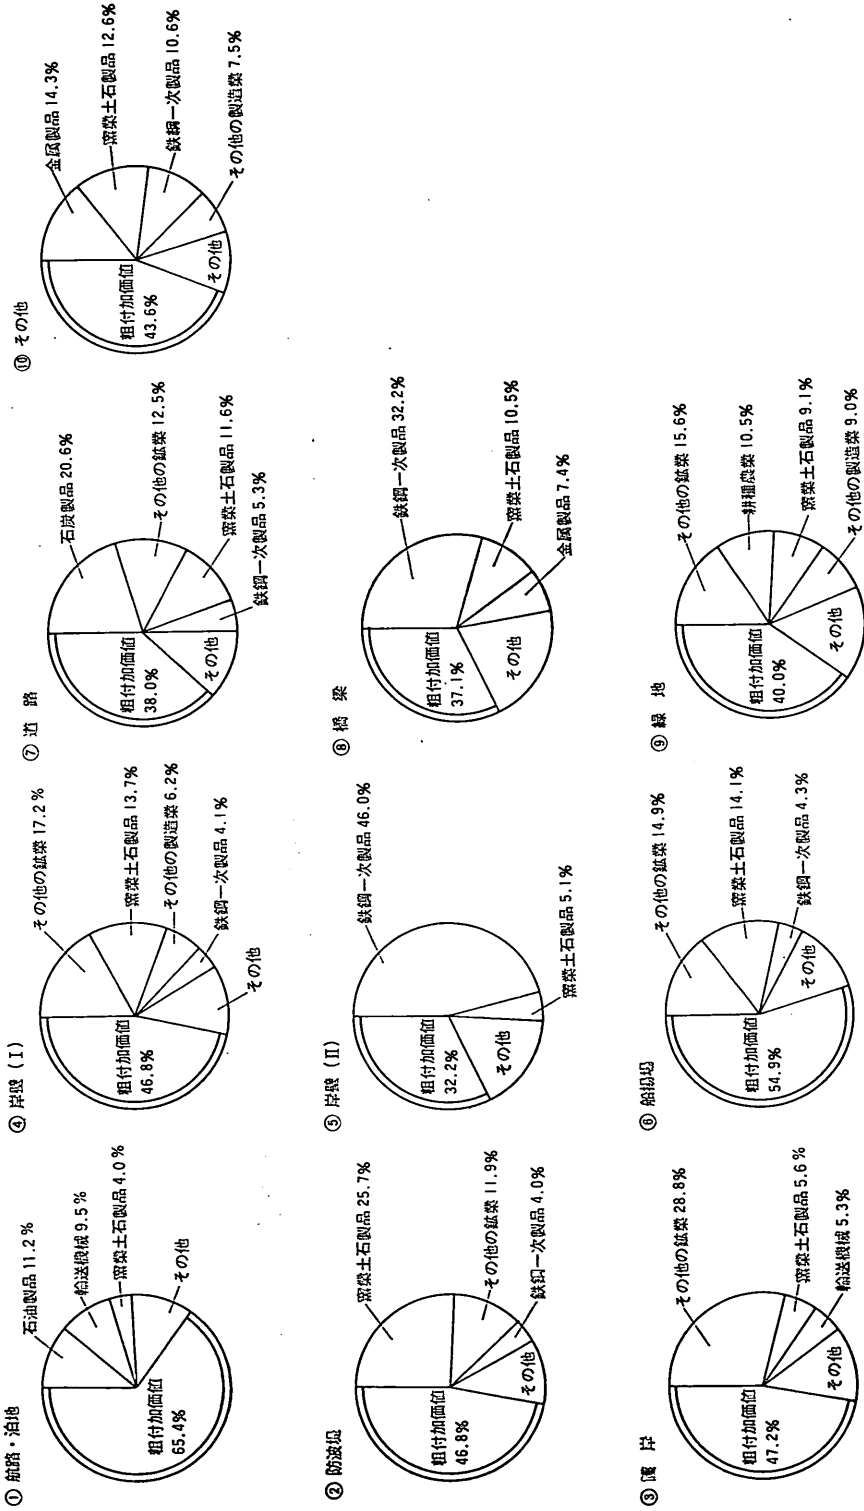 ① 航路・泊地
石油製品 11.2%
輸送機械 9.5%
窯業土石製品 4.0%
その他
粗付加価値
65.4%
② 防波堤
窯業土石製品 25.7%
その他の鉱業 11.9%
鉄鋼一次製品 4.0%
その他
粗付加価値
46.8%
③ 護岸
その他の鉱業 28.8%
窯業土石製品 5.6%
輸送機械 5.3%
その他
粗付加価値
47.2%
④ 岸壁 (I)
その他の鉱業 17.2%
窯業土石製品 13.7%
その他の製造業 6.2%
鉄鋼一次製品 4.1%
その他
粗付加価値
46.8%
⑤ 岸壁 (II)
鉄鋼一次製品 46.0%
窯業土石製品 5.1%
その他
粗付加価値
32.2%
⑥ 船揚場
その他の鉱業 14.9%
窯業土石製品 14.1%
鉄鋼一次製品 4.3%
その他
粗付加価値
54.9%
⑦ 道路
石炭製品 20.6%
その他の鉱業 12.5%
窯業土石製品 11.6%
鉄鋼一次製品 5.3%
その他
粗付加価値
38.0%
⑧ 橋梁
鉄鋼一次製品 32.2%
窯業土石製品 10.5%
金属製品 7.4%
その他
粗付加価値
37.1%
⑨ 緑地
その他の鉱業 15.6%
耕種農業 10.5%
窯業土石製品 9.1%
その他の製造業 9.0%
その他
粗付加価値
40.0%
⑩ その他
金属製品 14.3%
窯業土石製品 12.6%
鉄鋼一次製品 10.6%
その他の製造業 7.5%
その他
粗付加価値
43.6%